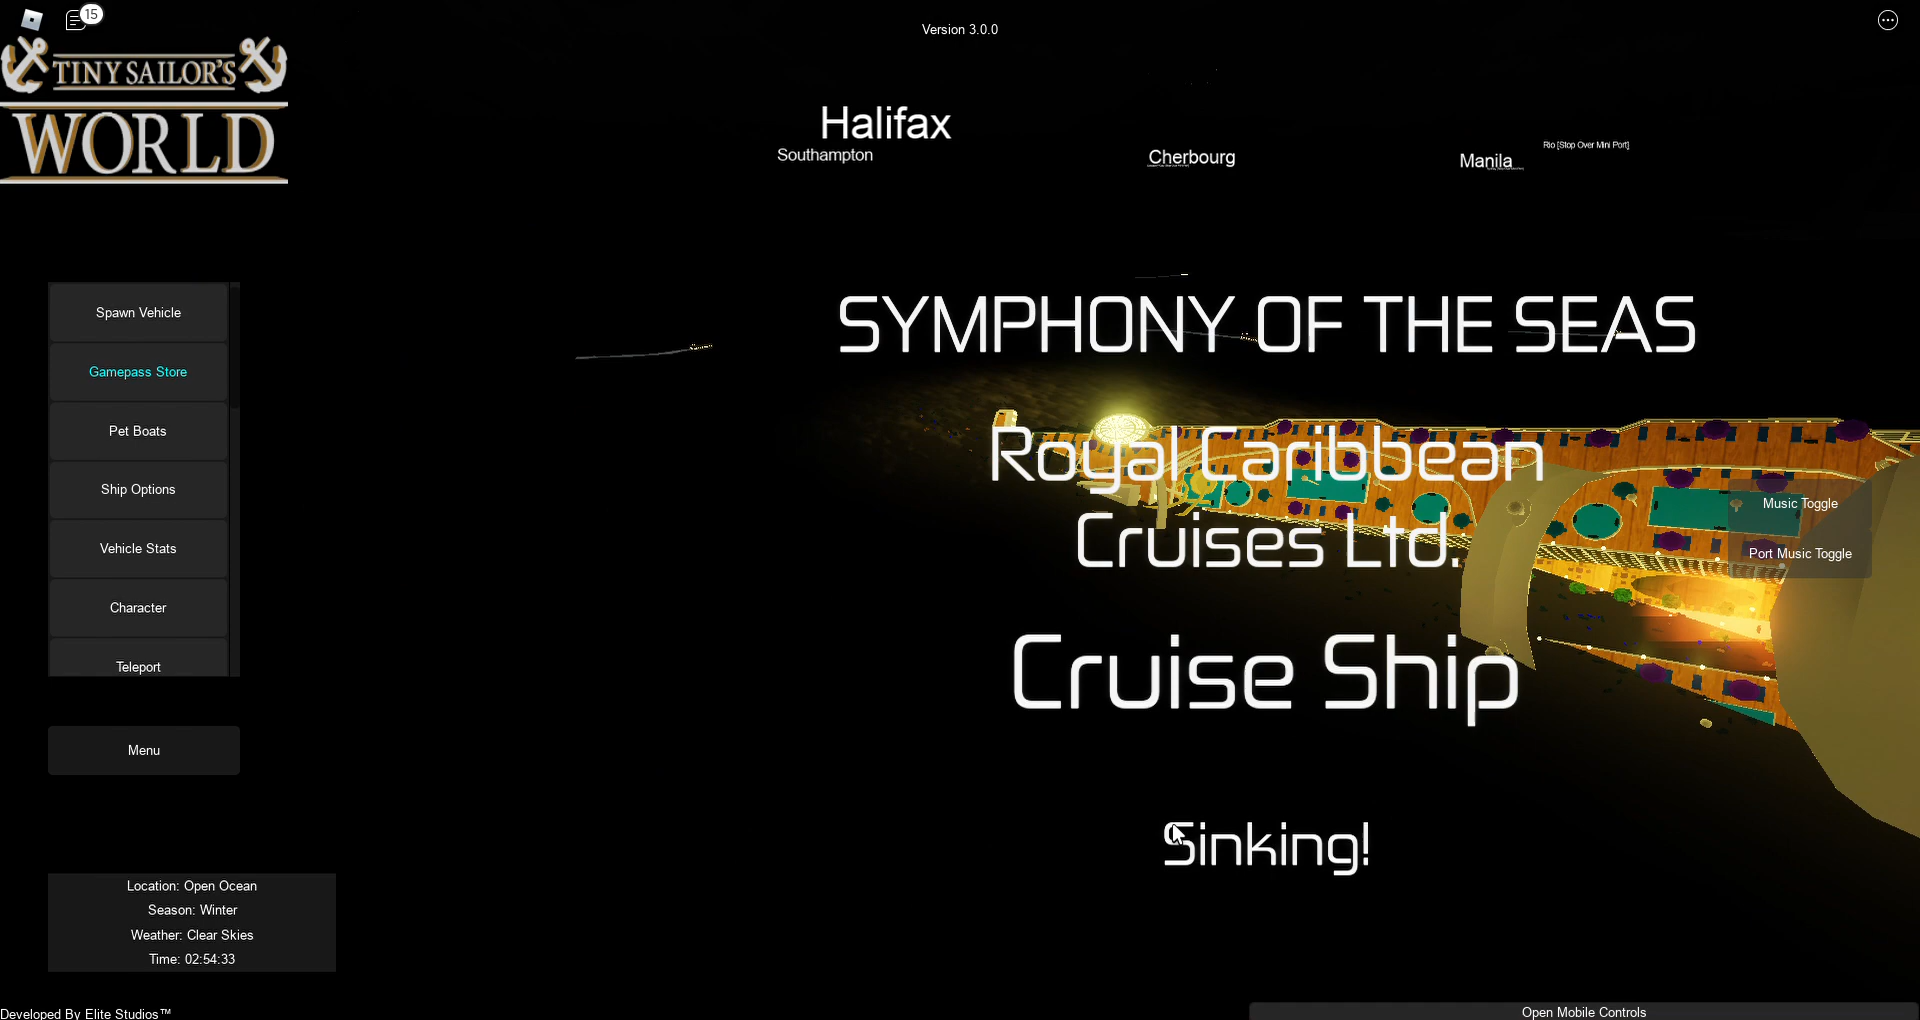 15
Version 3.0.0
TINY SAILOR'S
WORLD
Halifax
Southampton
Cherbourg
Manila
Rio [Stop Over Mini Port]
Spawn Vehicle
Gamepass Store
Pet Boats
Ship Options
Vehicle Stats
Character
Teleport
Menu
SYMPHONY OF THE SEAS
Royal Caribbean
Cruises Ltd.
Cruise Ship
Sinking!
Music Toggle
Port Music Toggle
Location: Open Ocean
Season: Winter
Weather: Clear Skies
Time: 02:54:33
Developed By Elite Studios™
Open Mobile Controls